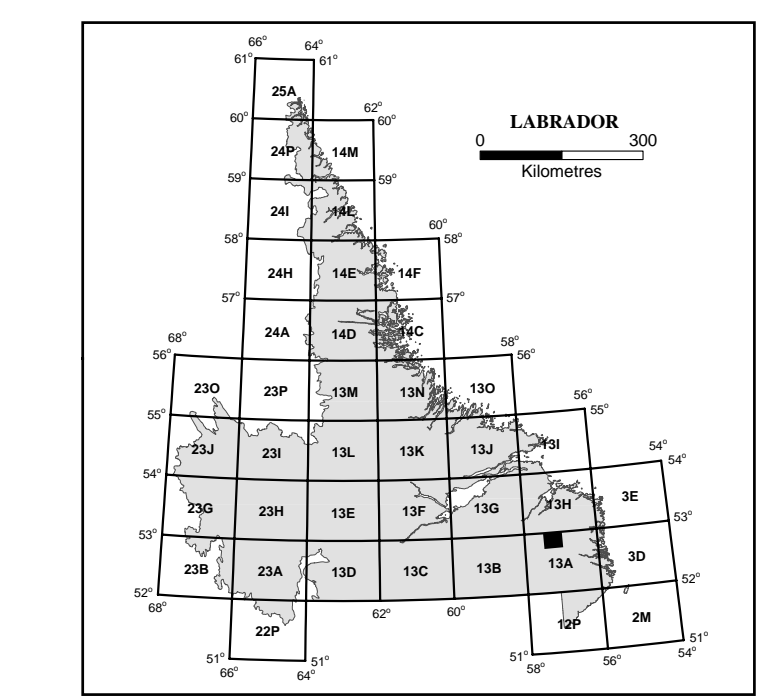 66° 64°
61° 61°
25A
62°
60° 60°
LABRADOR
0 300
Kilometres
24P 14M
59° 59°
24I 14L
60°
58° 58°
24H 14E 14F
57° 57°
24A 14D 14C
68° 58°
56° 56°
23O 23P 13M 13N 13O
56°
55° 55°
23J 23I 13L 13K 13J 13I
54°
54° 54°
23G 23H 13E 13F 13G 13H 3E
53° 53°
23B 23A 13D 13C 13B 13A 3D
52° 52°
68° 62° 60°
22P 12P 2M
51° 51° 51° 51°
66° 64° 58° 56° 54°